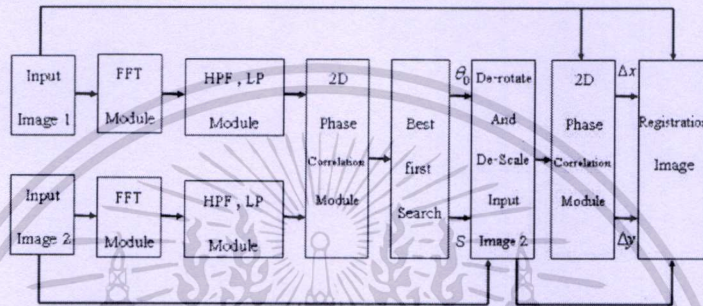 Input
Image 1
FFT
Module
HPF , LP
Module
Input
Image 2
FFT
Module
HPF, LP
Module
2D
Phase
Correlation
Module
Best
first
Search
θ0
S
De-rotate
And
De-Scale
Input
Image 2
2D
Phase
Correlation
Module
Δx
Δy
Registration
Image